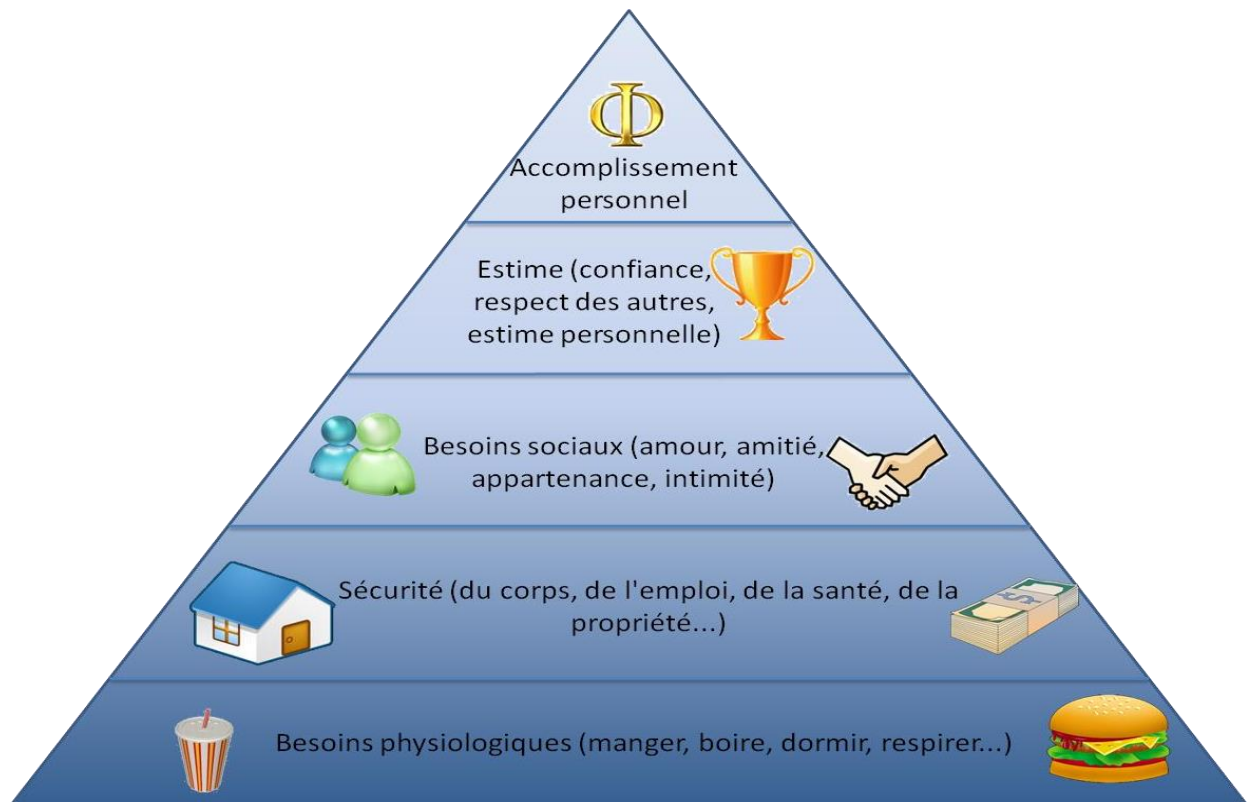 Φ
Accomplissement
personnel
Estime (confiance,
respect des autres,
estime personnelle)
Besoins sociaux (amour, amitié,
appartenance, intimité)
Sécurité (du corps, de l'emploi, de la santé, de la
propriété...)
Besoins physiologiques (manger, boire, dormir, respirer...)